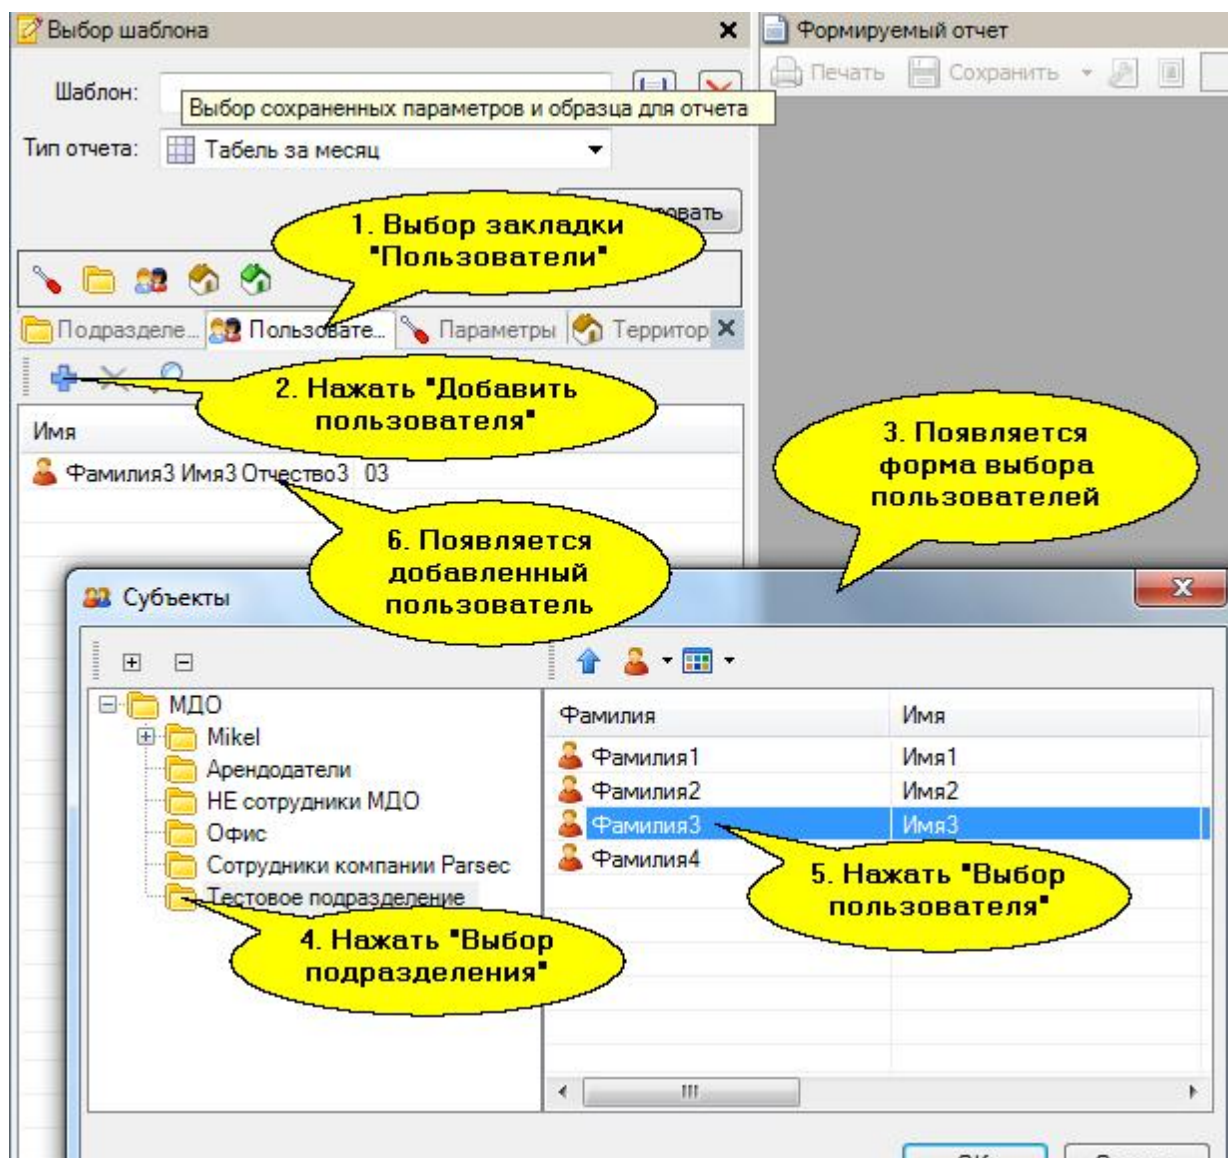 Выбор шаблона
Формируемый отчет
Печать Сохранить
Шаблон:
Выбор сохраненных параметров и образца для отчета
Тип отчета: Табель за месяц
1. Выбор закладки
"Пользователи"
Подразделе... Пользовате... Параметры Территор
2. Нажать "Добавить
пользователя"
Имя
Фамилия3 Имя3 Отчество3 03
3. Появляется
форма выбора
пользователей
6. Появляется
добавленный
пользователь
Субъекты
МДО
Mikel
Арендодатели
НЕ сотрудники МДО
Офис
Сотрудники компании Parsec
Тестовое подразделение
Фамилия Имя
Фамилия1 Имя1
Фамилия2 Имя2
Фамилия3 Имя3
Фамилия4
5. Нажать "Выбор
пользователя"
4. Нажать "Выбор
подразделения"